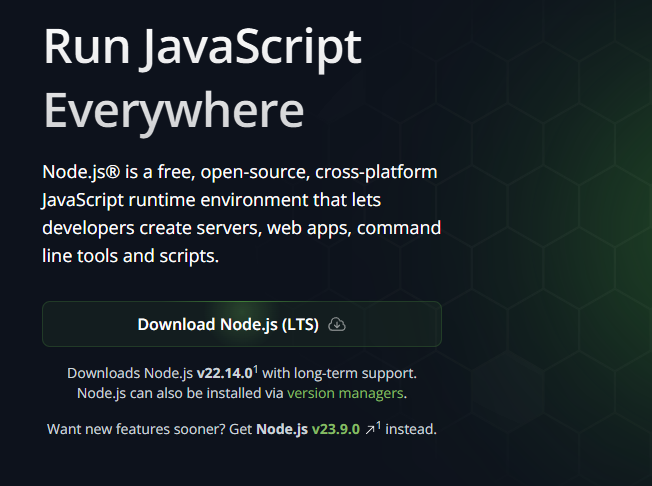 Run JavaScript
Everywhere
Node.js® is a free, open-source, cross-platform
JavaScript runtime environment that lets
developers create servers, web apps, command
line tools and scripts.
Download Node.js (LTS)
Downloads Node.js v22.14.0¹ with long-term support.
Node.js can also be installed via version managers.
Want new features sooner? Get Node.js v23.9.0 ↗¹ instead.